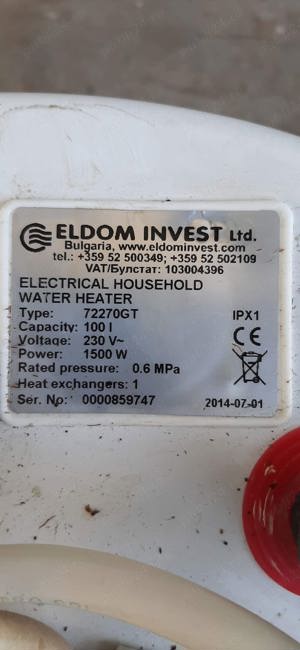 ELDOM INVEST Ltd.
Bulgaria, www.eldominvest.com
tel.: +359 52 500349; +359 52 502109
VAT/Булстат: 103004396
ELECTRICAL HOUSEHOLD
WATER HEATER
Type: 72270GT IPX1
Capacity: 100 l
Voltage: 230 V~
Power: 1500 W
Rated pressure: 0.6 MPa
Heat exchangers: 1
Ser. No: 0000859747 2014-07-01